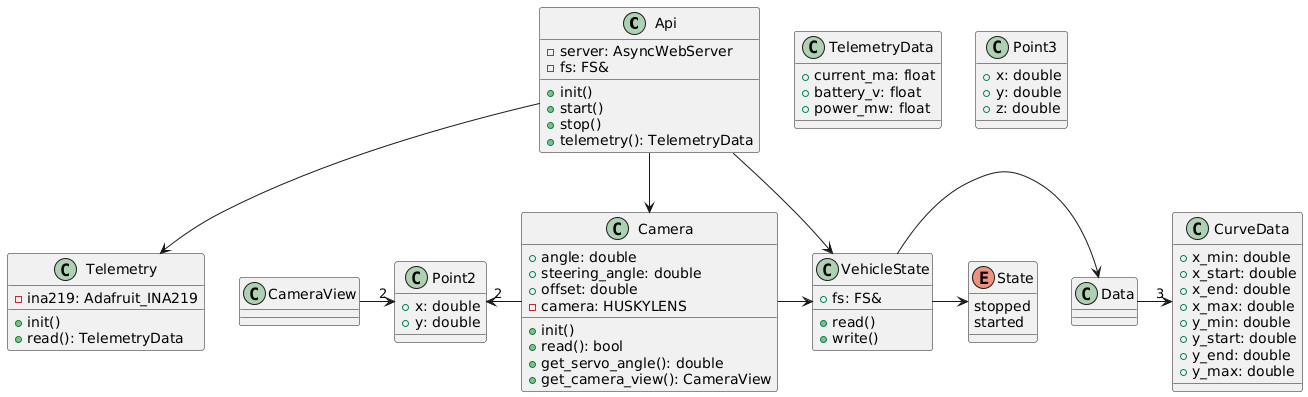 C Api
server: AsyncWebServer
fs: FS&
init()
start()
stop()
telemetry(): TelemetryData
C TelemetryData
current_ma: float
battery_v: float
power_mw: float
C Point3
x: double
y: double
z: double
C Telemetry
ina219: Adafruit_INA219
init()
read(): TelemetryData
C CameraView
2
C Point2
x: double
y: double
2
C Camera
angle: double
steering_angle: double
offset: double
camera: HUSKYLENS
init()
read(): bool
get_servo_angle(): double
get_camera_view(): CameraView
C VehicleState
fs: FS&
read()
write()
E State
stopped
started
C Data
3
C CurveData
x_min: double
x_start: double
x_end: double
x_max: double
y_min: double
y_start: double
y_end: double
y_max: double